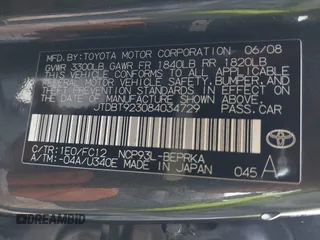 MFD.BY:TOYOTA MOTOR CORPORATION 06/08
GVWR 3300LB GAWR FR 1840LB RR 1820LB
THIS VEHICLE CONFORMS TO ALL APPLICABLE
FEDERAL MOTOR VEHICLE SAFETY, BUMPER, AND
THEFT PREVENTION STANDARDS IN EFFECT ON
THE DATE OF MANUFACTURE SHOWN ABOVE.
JTDBT923084034729 PASS.CAR
C/TR:1E0/FC12 NCP93L-BEPRKA
A/TM:-04A/U340E MADE IN JAPAN
045 A
TOYOTA
DREAMBID